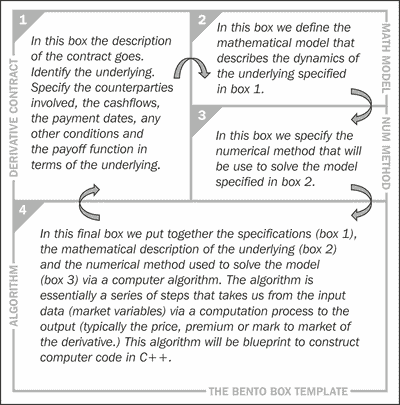 1
In this box the description
of the contract goes.
Identify the underlying.
Specify the counterparties
involved, the cashflows,
the payment dates, any
other conditions and
the payoff function in
terms of the underlying.
DERIVATIVE CONTRACT
2
In this box we define the
mathematical model that
describes the dynamics of
the underlying specified
in box 1.
MATH MODEL
3
In this box we specify the
numerical method that will
be use to solve the model
specified in box 2.
NUM METHOD
4
In this final box we put together the specifications (box 1),
the mathematical description of the underlying (box 2)
and the numerical method used to solve the model
(box 3) via a computer algorithm. The algorithm is
essentially a series of steps that takes us from the input
data (market variables) via a computation process to the
output (typically the price, premium or mark to market of
the derivative.) This algorithm will be blueprint to construct
computer code in C++.
ALGORITHM
THE BENTO BOX TEMPLATE